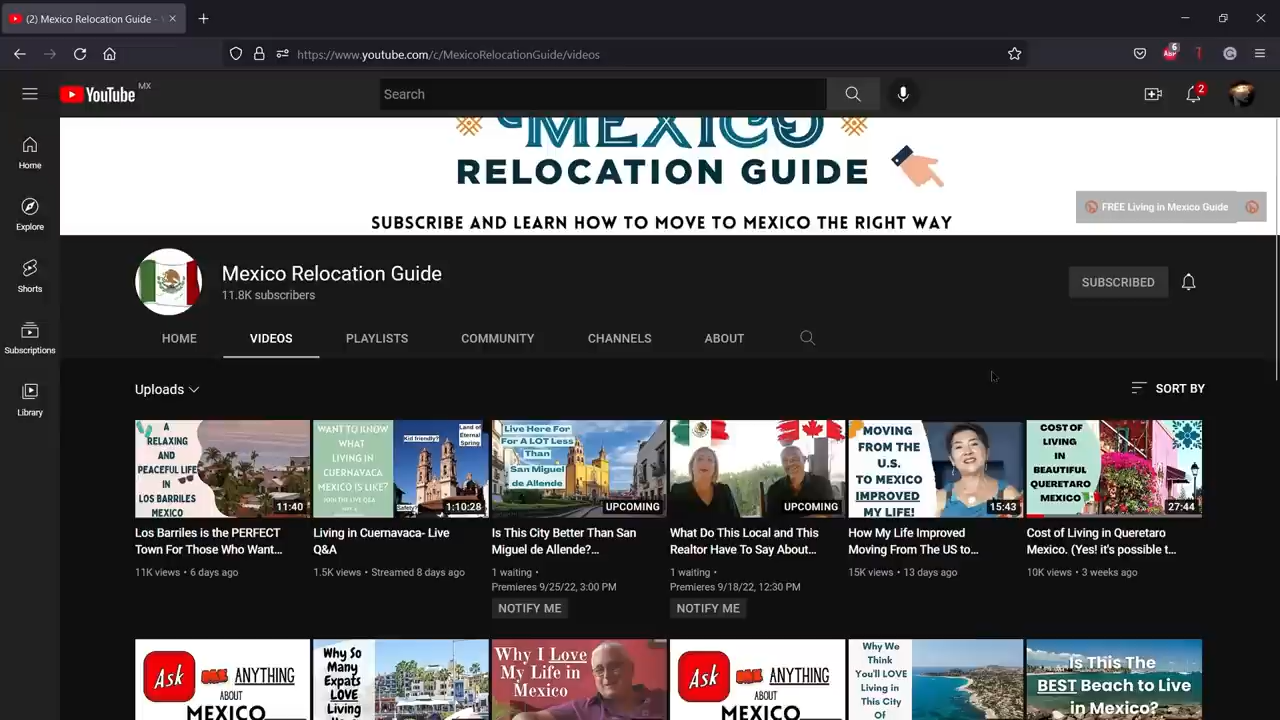 (2) Mexico Relocation Guide -
https://www.youtube.com/c/MexicoRelocationGuide/videos
6
YouTube MX
Search
2
Home
Explore
Shorts
Subscriptions
Library
MEXICO
RELOCATION GUIDE
SUBSCRIBE AND LEARN HOW TO MOVE TO MEXICO THE RIGHT WAY
FREE Living in Mexico Guide
Mexico Relocation Guide
11.8K subscribers
SUBSCRIBED
HOME VIDEOS PLAYLISTS COMMUNITY CHANNELS ABOUT
Uploads
SORT BY
A
RELAXING
AND
PEACEFUL LIFE
IN
LOS BARRILES
MEXICO
11:40
Los Barriles is the PERFECT
Town For Those Who Want...
11K views • 6 days ago
WANT TO KNOW
WHAT
LIVING IN
CUERNAVACA
MEXICO IS LIKE?
JOIN THE LIVE Q&A
Kid friendly?
Land of
Eternal
Spring
Safety
1:10:28
Living in Cuernavaca- Live
Q&A
1.5K views • Streamed 8 days ago
Live Here For
For A LOT Less
Than
San Miguel
de Allende
UPCOMING
Is This City Better Than San
Miguel de Allende?...
1 waiting •
Premieres 9/25/22, 3:00 PM
NOTIFY ME
UPCOMING
What Do This Local and This
Realtor Have To Say About...
1 waiting •
Premieres 9/18/22, 12:30 PM
NOTIFY ME
MOVING
FROM THE
U.S.
TO MEXICO
IMPROVED
MY LIFE!
15:43
How My Life Improved
Moving From The US to...
15K views • 13 days ago
COST OF
LIVING
IN
BEAUTIFUL
QUERETARO
MEXICO
27:44
Cost of Living in Queretaro
Mexico. (Yes! it's possible t...
10K views • 3 weeks ago
Ask ME ANYTHING
ABOUT
MEXICO
Why So
Many
Expats
LOVE
Living
Why I Love
My Life in
Mexico
Ask ME ANYTHING
ABOUT
MEXICO
Why We
Think
You'll LOVE
Living in
This City
Of
Is This The
BEST Beach to Live
in Mexico?